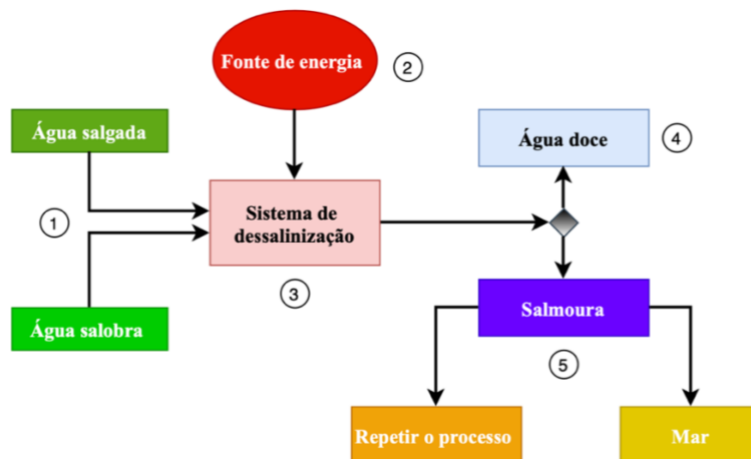 Fonte de energia
2
Água salgada
Água doce
4
1
Sistema de
dessalinização
3
Água salobra
Salmoura
5
Repetir o processo
Mar